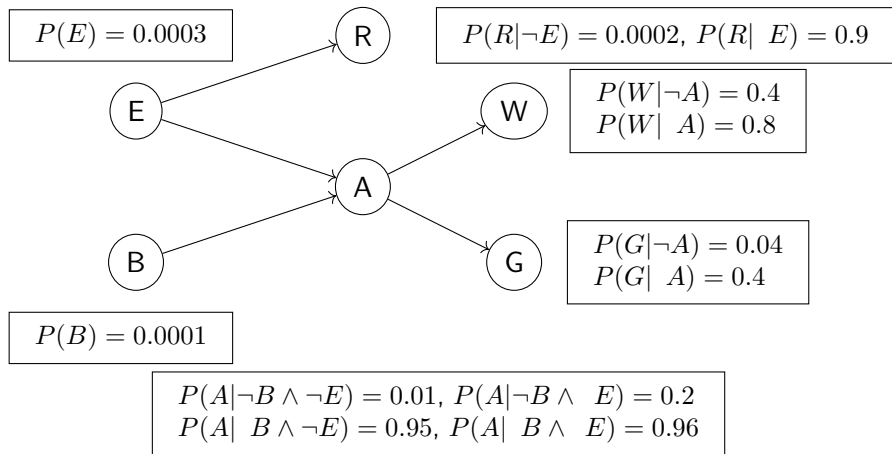 P(E) = 0.0003
R
P(R|¬E) = 0.0002, P(R| E) = 0.9
E
W
P(W|¬A) = 0.4
P(W| A) = 0.8
A
B
G
P(G|¬A) = 0.04
P(G| A) = 0.4
P(B) = 0.0001
P(A|¬B ∧ ¬E) = 0.01, P(A|¬B ∧ E) = 0.2
P(A| B ∧ ¬E) = 0.95, P(A| B ∧ E) = 0.96